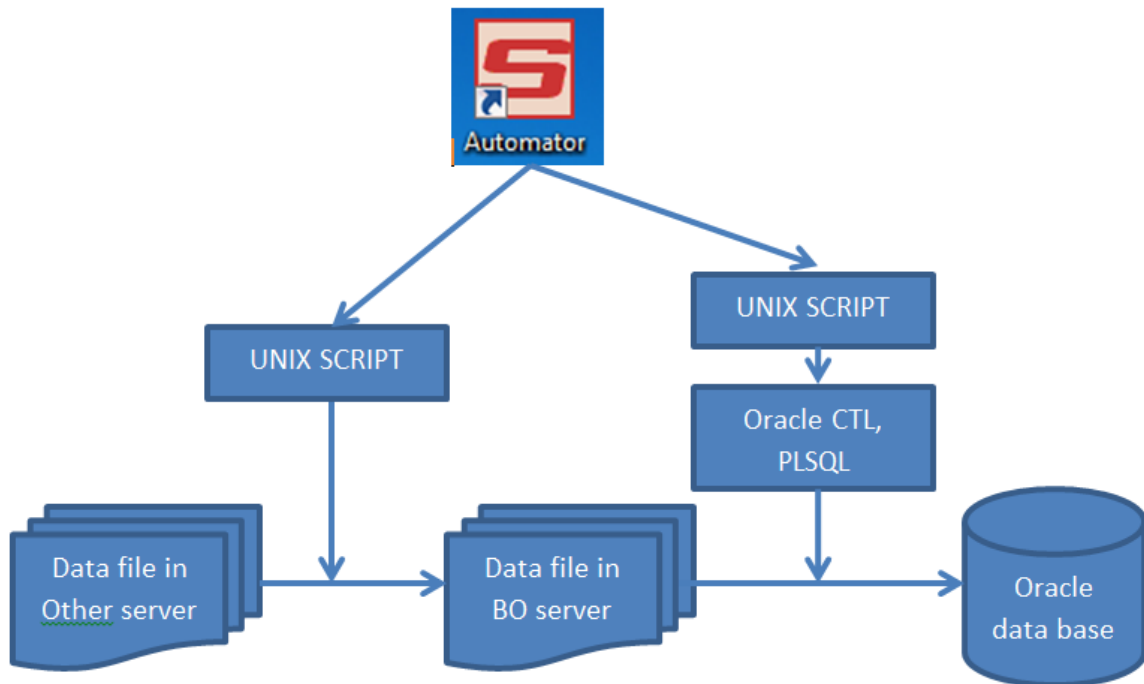 S
Automator
UNIX SCRIPT
UNIX SCRIPT
Oracle CTL,
PLSQL
Data file in
Other server
Data file in
BO server
Oracle
data base